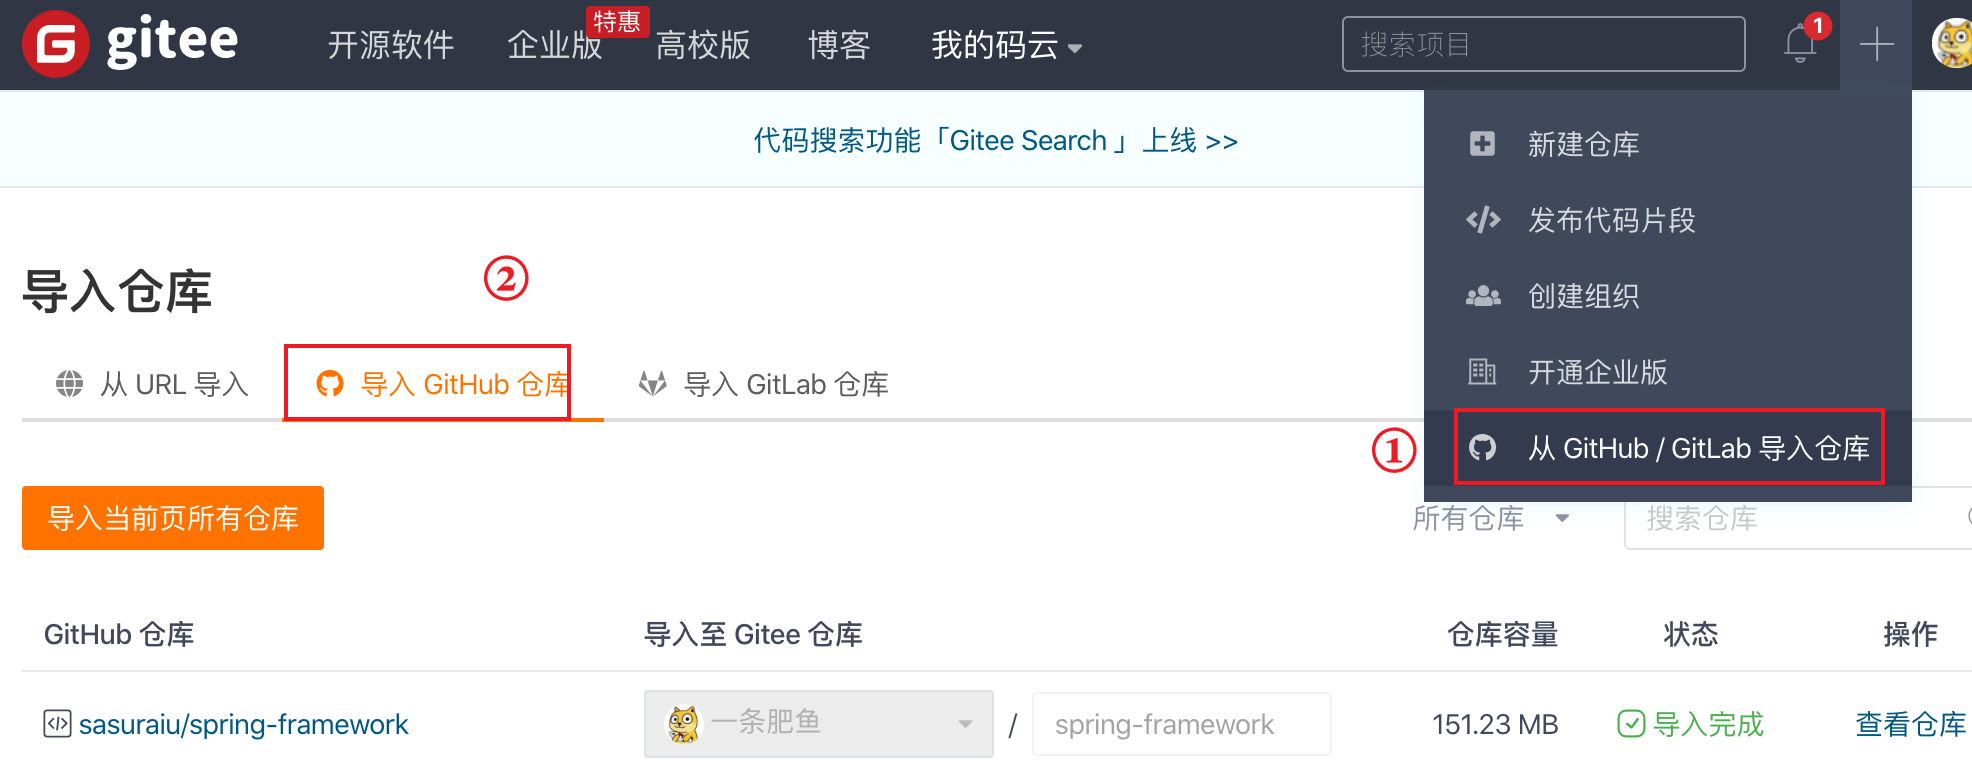 gitee 开源软件 企业版 特惠 高校版 博客 我的码云 搜索项目 1
代码搜索功能「Gitee Search」上线 >>
新建仓库
发布代码片段
创建组织
开通企业版
① 从 GitHub / GitLab 导入仓库
导入仓库 ②
从 URL 导入 导入 GitHub 仓库 导入 GitLab 仓库
导入当前页所有仓库 所有仓库 搜索仓库
GitHub 仓库 导入至 Gitee 仓库 仓库容量 状态 操作
sasuraiu/spring-framework 一条肥鱼 / spring-framework 151.23 MB 导入完成 查看仓库